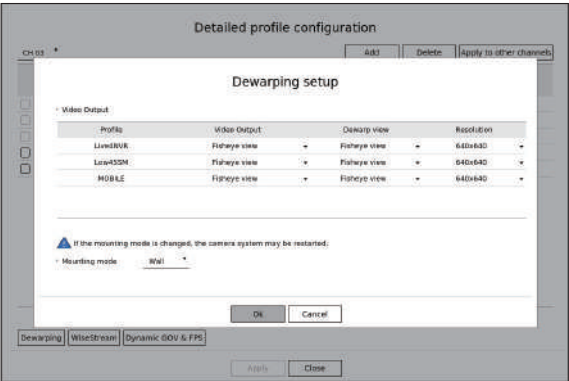 Detailed profile configuration
CH 03
Add Delete Apply to other channels
Dewarping setup
Video Output
Profile Video Output Dewarp view Resolution
Live4NVR Fisheye view Fisheye view 640x640
Low4SSM Fisheye view Fisheye view 640x640
MOBILE Fisheye view Fisheye view 640x640
If the mounting mode is changed, the camera system may be restarted.
Mounting mode Wall
Ok Cancel
Dewarping WiseStream Dynamic GOV & FPS
Apply Close